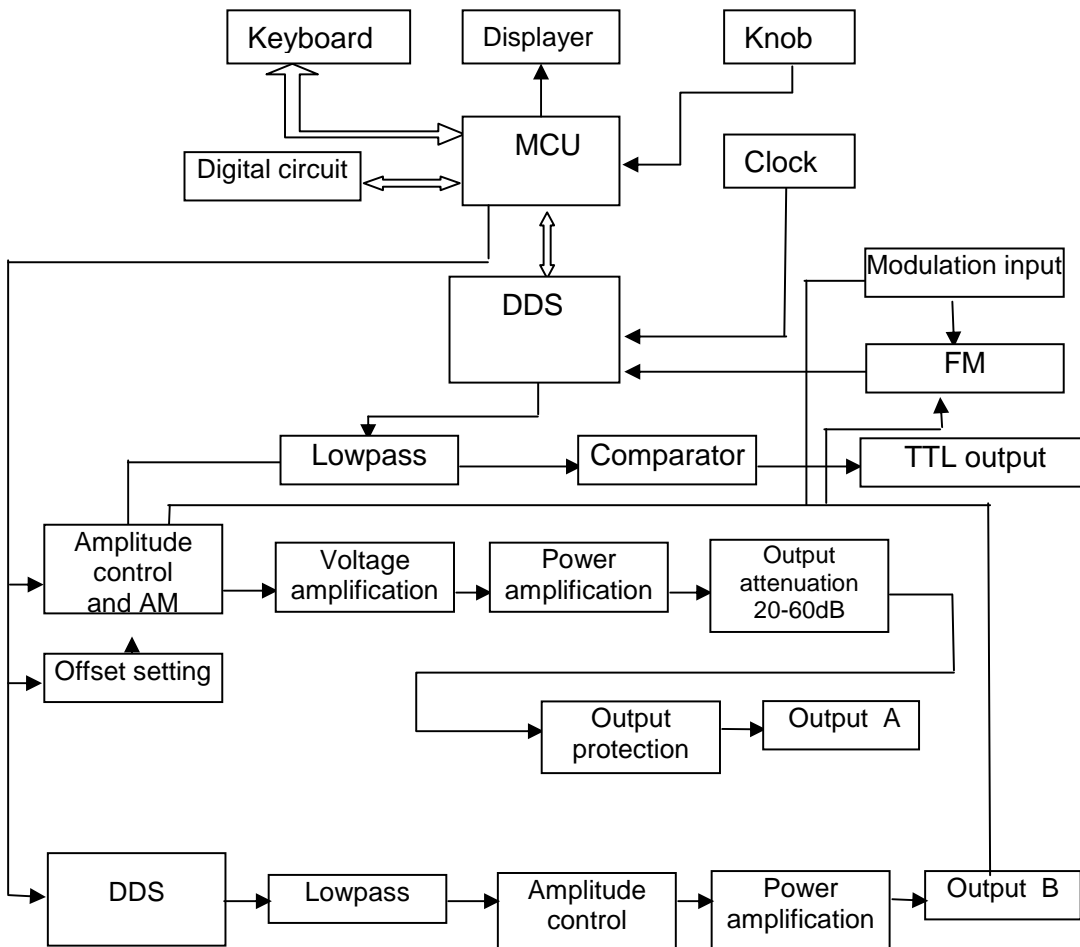 Keyboard
Displayer
Knob
MCU
Clock
Digital circuit
Modulation input
DDS
FM
Lowpass
Comparator
TTL output
Amplitude
control
and AM
Voltage
amplification
Power
amplification
Output
attenuation
20-60dB
Offset setting
Output
protection
Output A
DDS
Lowpass
Amplitude
control
Power
amplification
Output B